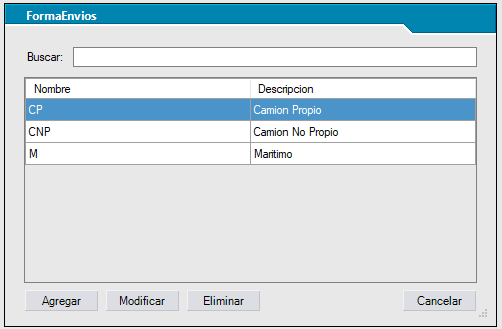 FormaEnvios
Buscar:
Nombre Descripcion
CP Camion Propio
CNP Camion No Propio
M Maritimo
Agregar Modificar Eliminar Cancelar